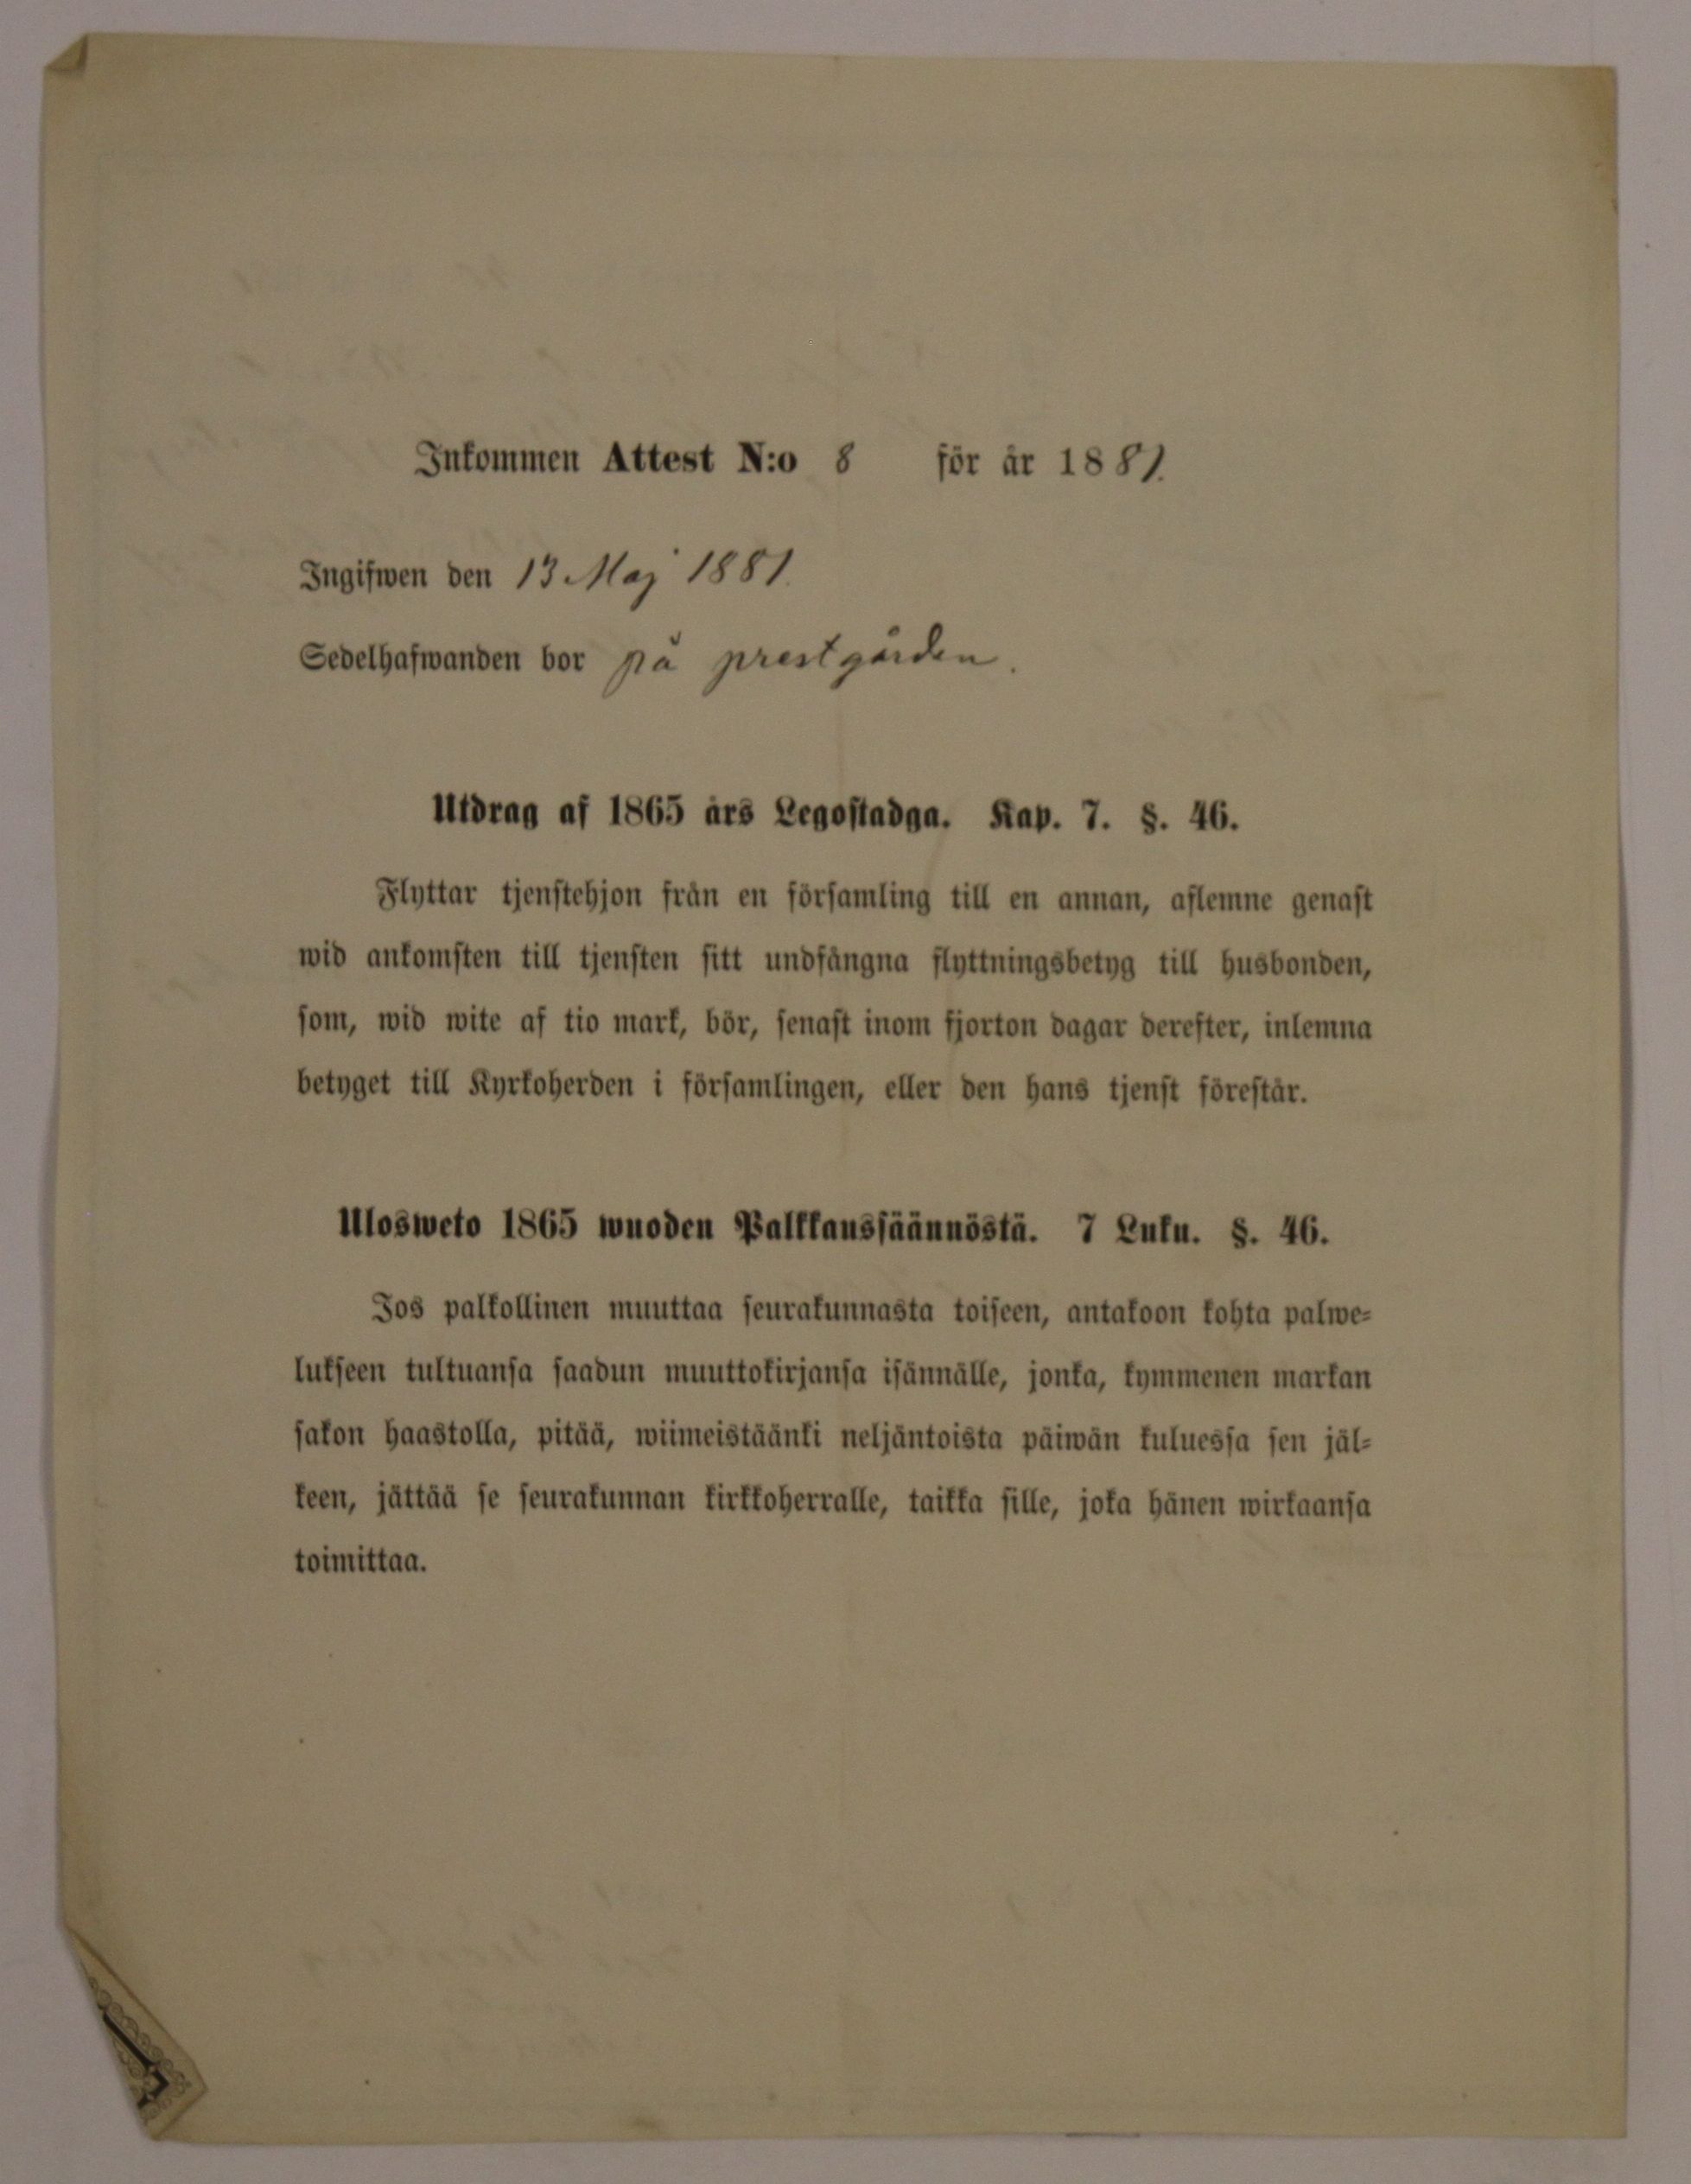 Inkommen Attest N:o 8 för år 1881.
Ingifwen den 13 Maj 1881.
Sedelhafwanden bor på prestgården.
Utdrag af 1865 års Legostadga. Kap. 7. §. 46.
Flyttar tjenstehjon från en församling till en annan, aflemne genast
wid ankomsten till tjensten sitt undfångna flyttningsbetyg till husbonden,
som, wid wite af tio mark, bör, senast inom fjorton dagar derefter, inlemna
betyget till Kyrkoherden i församlingen, eller den hans tjenst förestår.
Ulosweto 1865 wuoden Palkkaussäännöstä. 7 Luku. §. 46.
Jos palkollinen muuttaa seurakunnasta toiseen, antakoon kohta palwe-
lukseen tultuansa saadun muuttokirjansa isännälle, jonka, kymmenen markan
sakon haastolla, pitää, wiimeistäänki neljäntoista päiwän kuluessa sen jäl-
keen, jättää se seurakunnan kirkkoherralle, taikka sille, joka hänen wirkaansa
toimittaa.